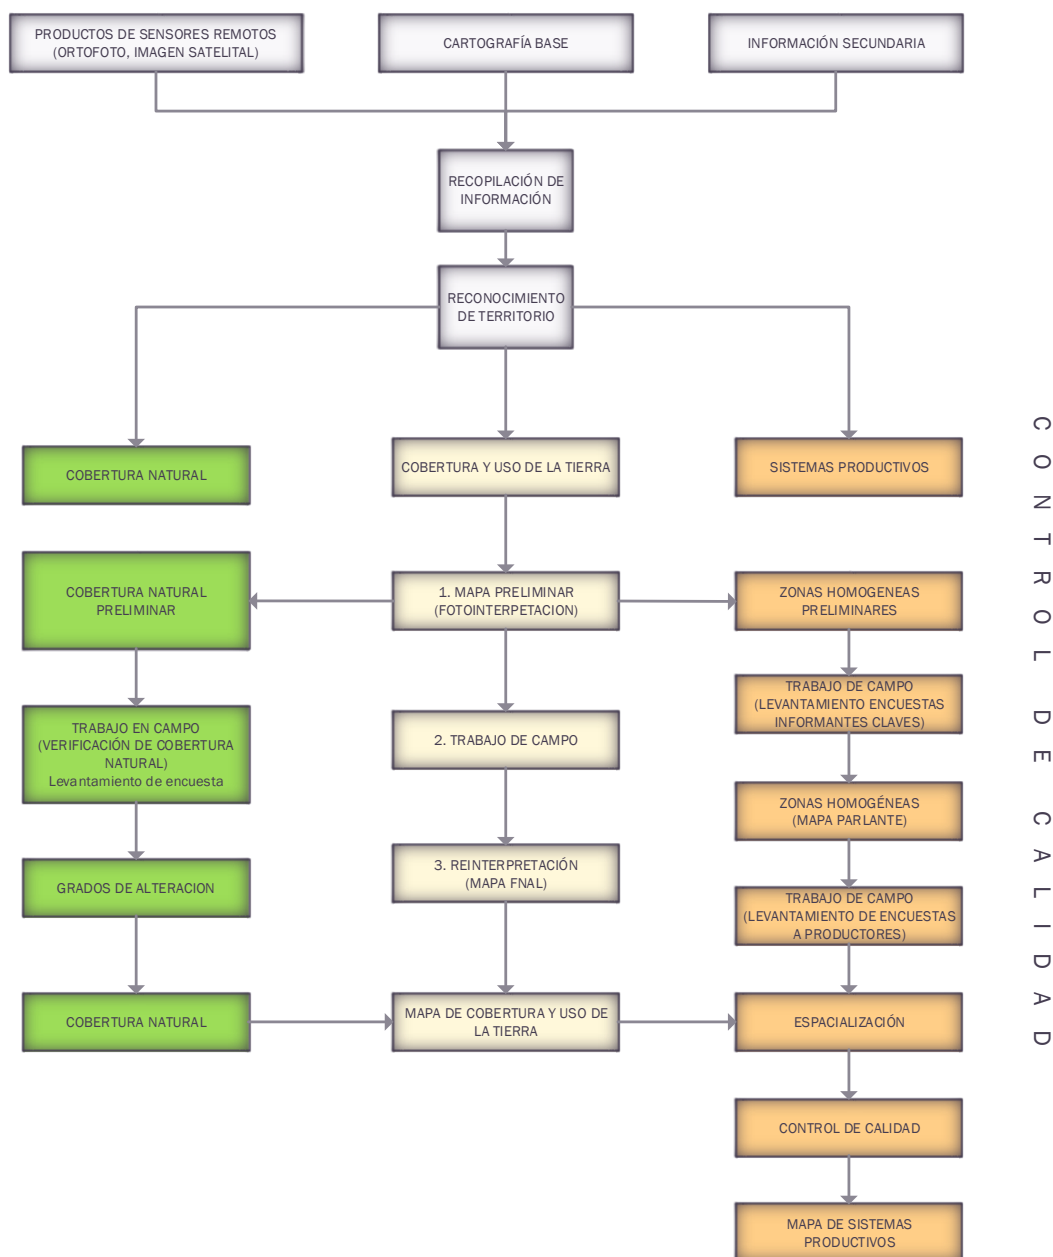 PRODUCTOS DE SENSORES REMOTOS
(ORTOFOTO, IMAGEN SATELITAL)
CARTOGRAFÍA BASE
INFORMACIÓN SECUNDARIA
RECOPILACIÓN DE
INFORMACIÓN
RECONOCIMIENTO
DE TERRITORIO
COBERTURA NATURAL
COBERTURA Y USO DE LA TIERRA
SISTEMAS PRODUCTIVOS
COBERTURA NATURAL
PRELIMINAR
1. MAPA PRELIMINAR
(FOTOINTERPETACION)
ZONAS HOMOGENEAS
PRELIMINARES
TRABAJO DE CAMPO
(LEVANTAMIENTO ENCUESTAS
INFORMANTES CLAVES)
TRABAJO EN CAMPO
(VERIFICACIÓN DE COBERTURA
NATURAL)
Levantamiento de encuesta
2. TRABAJO DE CAMPO
ZONAS HOMOGÉNEAS
(MAPA PARLANTE)
GRADOS DE ALTERACION
3. REINTERPRETACIÓN
(MAPA FNAL)
TRABAJO DE CAMPO
(LEVANTAMIENTO DE ENCUESTAS
A PRODUCTORES)
COBERTURA NATURAL
MAPA DE COBERTURA Y USO DE
LA TIERRA
ESPACIALIZACIÓN
CONTROL DE CALIDAD
MAPA DE SISTEMAS
PRODUCTIVOS
CONTROL DE CALIDAD